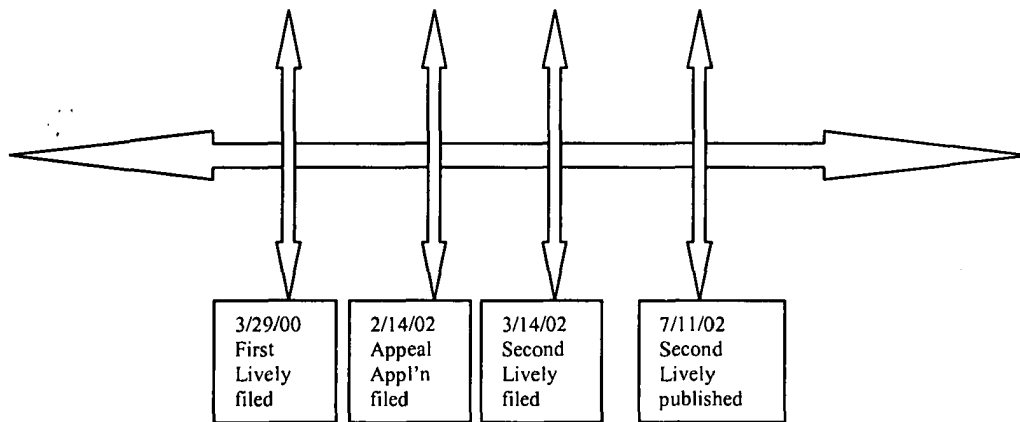 3/29/00
First
Lively
filed
2/14/02
Appeal
Appl'n
filed
3/14/02
Second
Lively
filed
7/11/02
Second
Lively
published